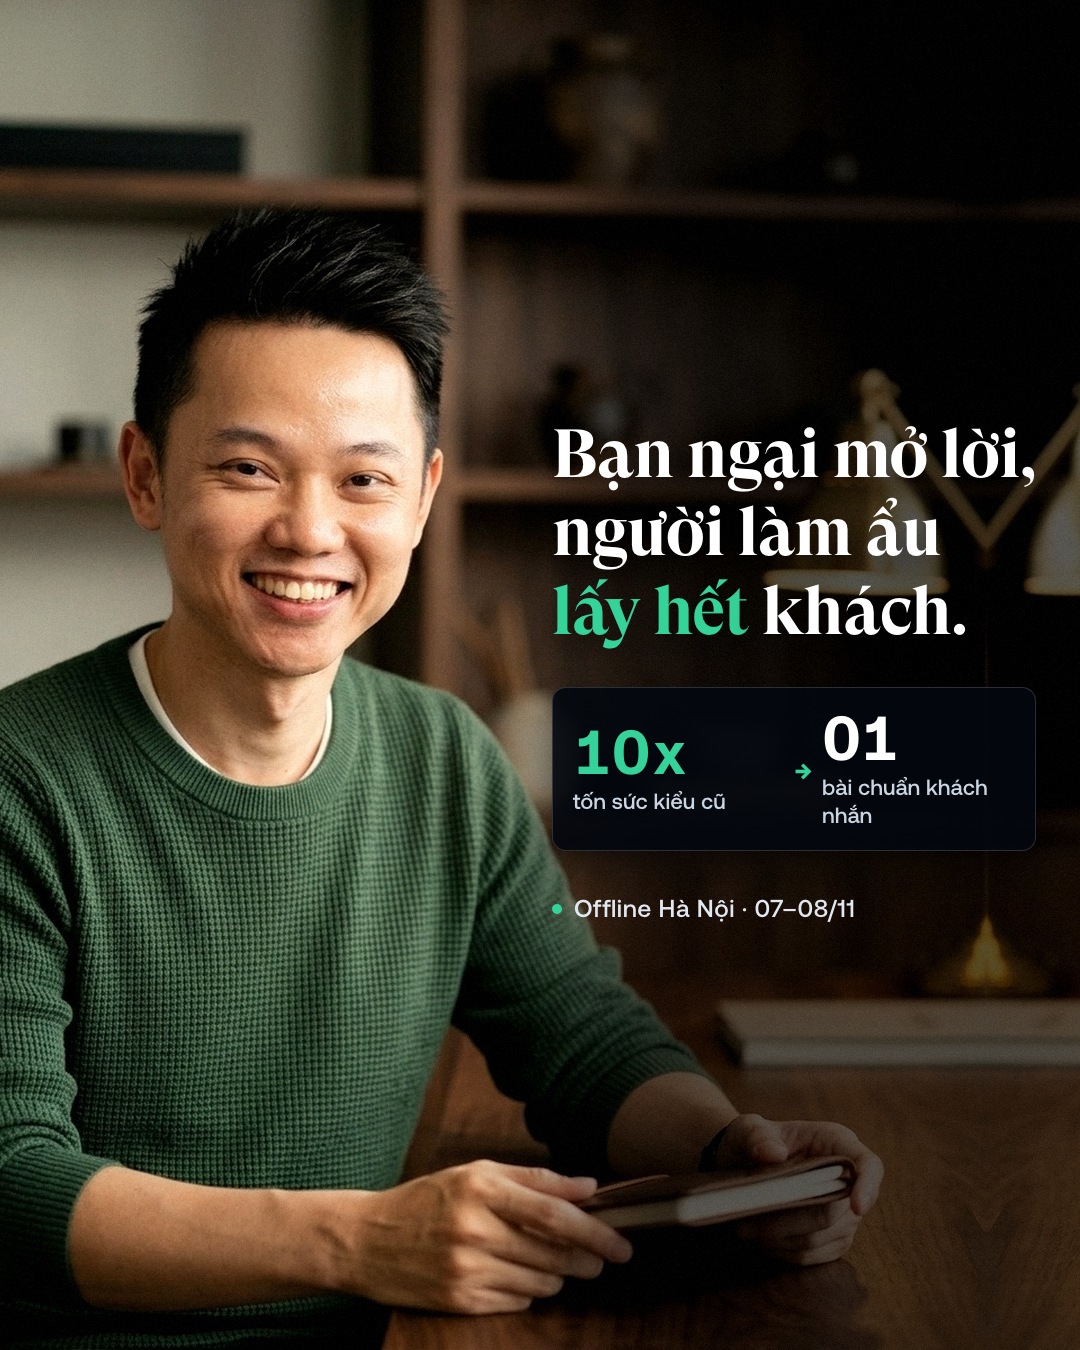 Bạn ngại mở lời,
người làm ẩu
lấy hết khách.
10x
tốn sức kiểu cũ
→
01
bài chuẩn khách
nhắn
Offline Hà Nội · 07–08/11